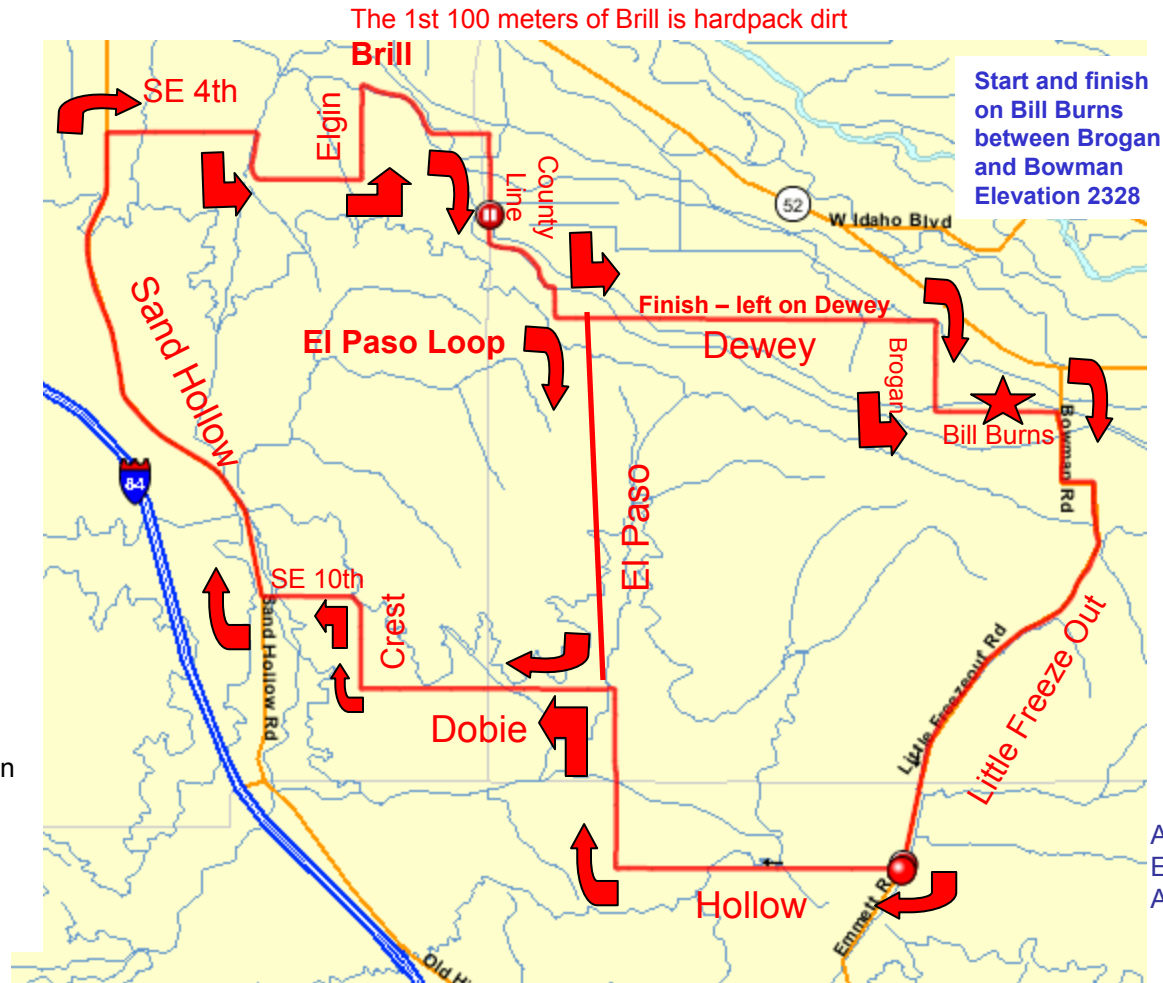 The 1st 100 meters of Brill is hardpack dirt
Brill
SE 4th
Elgin
County
Line
52
W Idaho Blvd
Start and finish
on Bill Burns
between Brogan
and Bowman
Elevation 2328
Sand Hollow
El Paso Loop
Finish – left on Dewey
Dewey
Brogan
Bill Burns
Bowman Rd
84
El Paso
SE 10th
Crest
Sand Hollow Rd
Dobie
Little Freezeout Rd
Little Freeze Out
n
A
E
A
Hollow
Emmett R
Old H